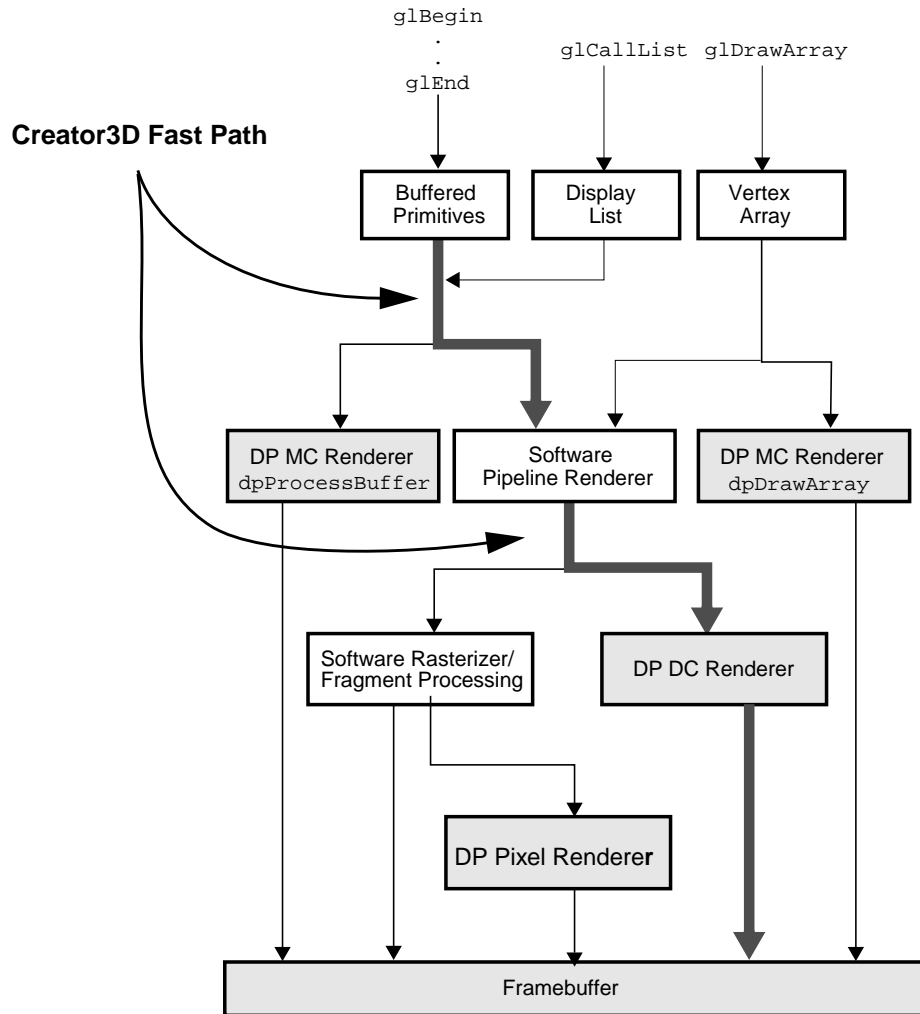 glBegin
.
.
glEnd
glCallList
glDrawArray
Creator3D Fast Path
Buffered
Primitives
Display
List
Vertex
Array
DP MC Renderer
dpProcessBuffer
Software
Pipeline Renderer
DP MC Renderer
dpDrawArray
Software Rasterizer/
Fragment Processing
DP DC Renderer
DP Pixel Renderer
Framebuffer